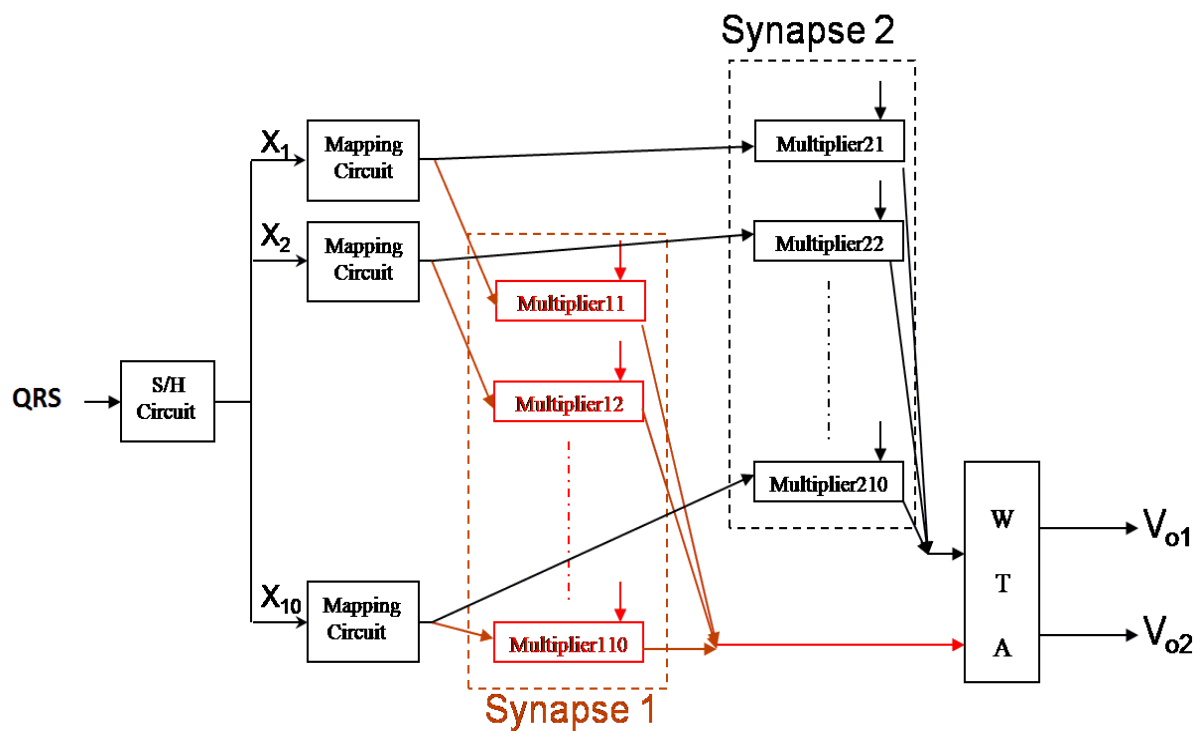 Synapse 2
X1
Mapping
Circuit
Multiplier21
X2
Mapping
Circuit
Multiplier22
Multiplier11
QRS
S/H
Circuit
Multiplier12
Multiplier210
W
T
A
Vo1
X10
Mapping
Circuit
Multiplier110
Vo2
Synapse 1